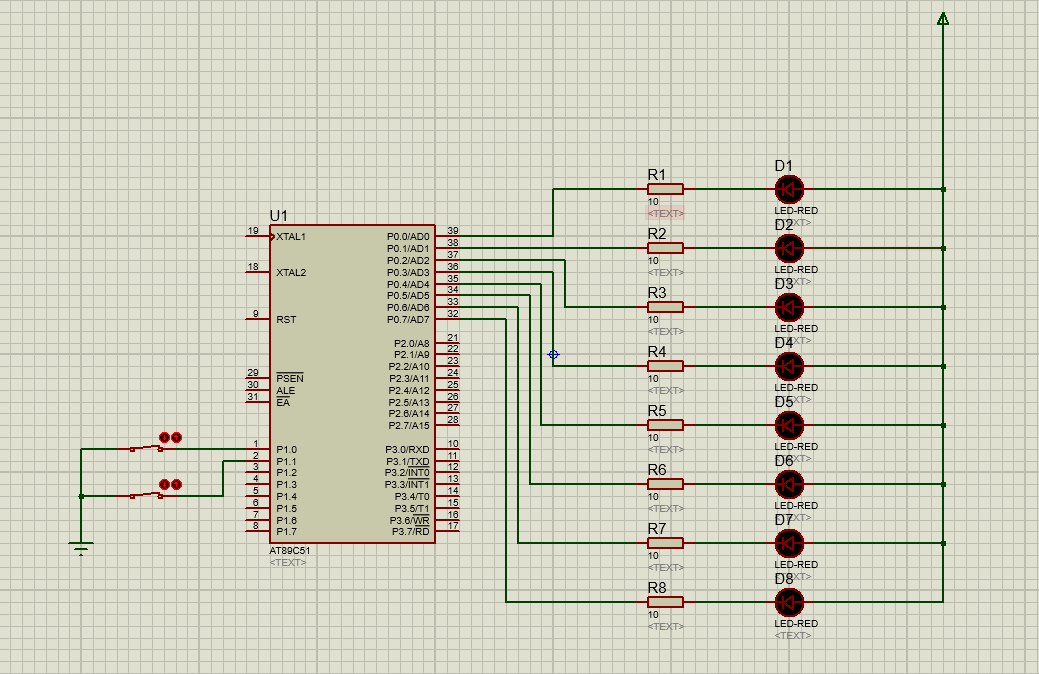 U1
19 XTAL1
18 XTAL2
9 RST
29 PSEN
30 ALE
31 EA
1 P1.0
2 P1.1
3 P1.2
4 P1.3
5 P1.4
6 P1.5
7 P1.6
8 P1.7
P0.0/AD0 39
P0.1/AD1 38
P0.2/AD2 37
P0.3/AD3 36
P0.4/AD4 35
P0.5/AD5 34
P0.6/AD6 33
P0.7/AD7 32
P2.0/A8 21
P2.1/A9 22
P2.2/A10 23
P2.3/A11 24
P2.4/A12 25
P2.5/A13 26
P2.6/A14 27
P2.7/A15 28
P3.0/RXD 10
P3.1/TXD 11
P3.2/INT0 12
P3.3/INT1 13
P3.4/T0 14
P3.5/T1 15
P3.6/WR 16
P3.7/RD 17
AT89C51
<TEXT>
R1
10
<TEXT>
R2
10
<TEXT>
R3
10
<TEXT>
R4
10
<TEXT>
R5
10
<TEXT>
R6
10
<TEXT>
R7
10
<TEXT>
R8
10
<TEXT>
D1
LED-RED
<TEXT>
D2
LED-RED
<TEXT>
D3
LED-RED
<TEXT>
D4
LED-RED
<TEXT>
D5
LED-RED
<TEXT>
D6
LED-RED
<TEXT>
D7
LED-RED
<TEXT>
D8
LED-RED
<TEXT>